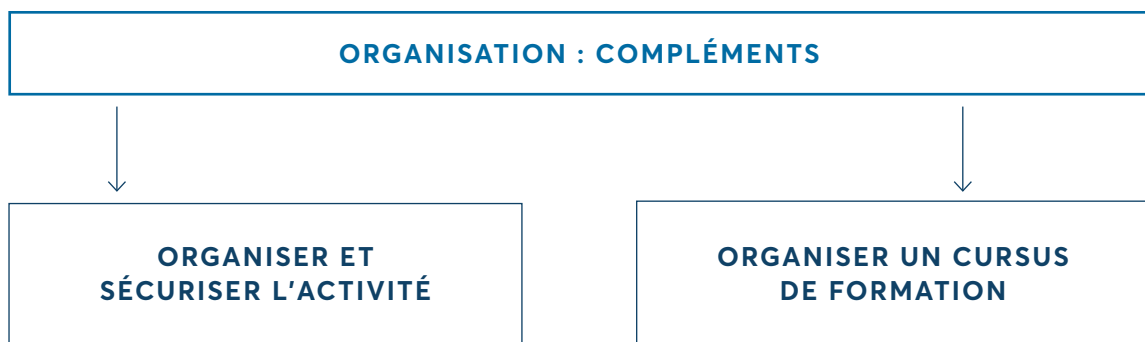 ORGANISATION : COMPLÉMENTS
ORGANISER ET
SÉCURISER L'ACTIVITÉ
ORGANISER UN CURSUS
DE FORMATION